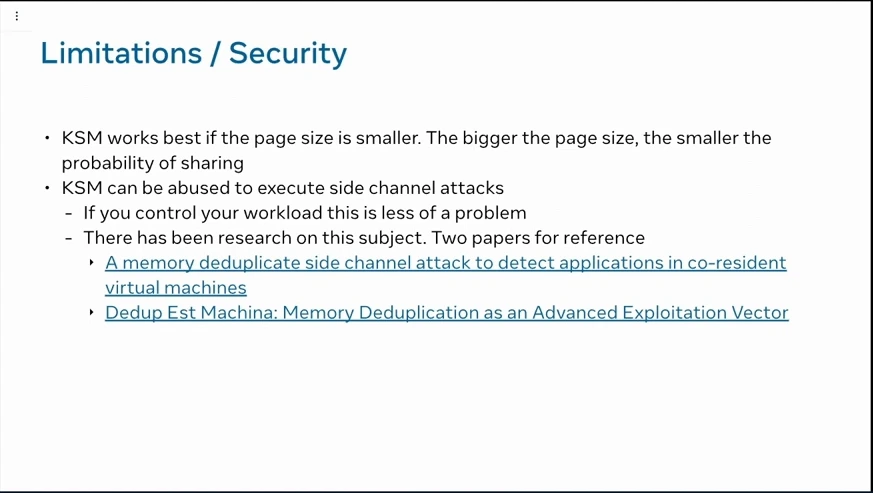 Limitations / Security
• KSM works best if the page size is smaller. The bigger the page size, the smaller the
probability of sharing
• KSM can be abused to execute side channel attacks
- If you control your workload this is less of a problem
- There has been research on this subject. Two papers for reference
‣ A memory deduplicate side channel attack to detect applications in co-resident
virtual machines
‣ Dedup Est Machina: Memory Deduplication as an Advanced Exploitation Vector